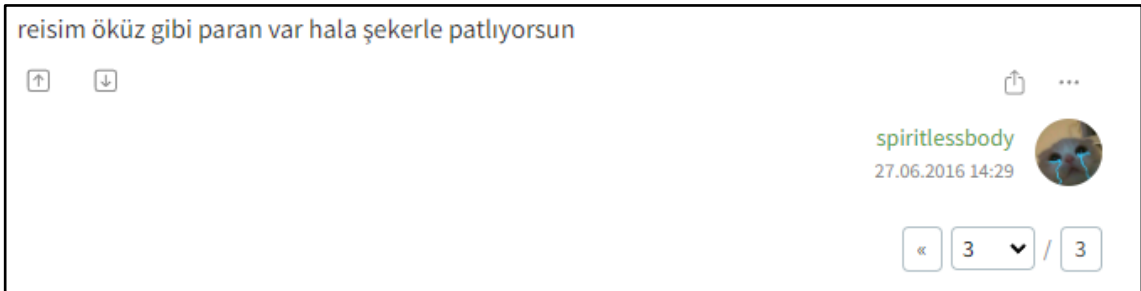 reisim öküz gibi paran var hala şekerle patlıyorsun
spiritlessbody
27.06.2016 14:29
« 3 / 3